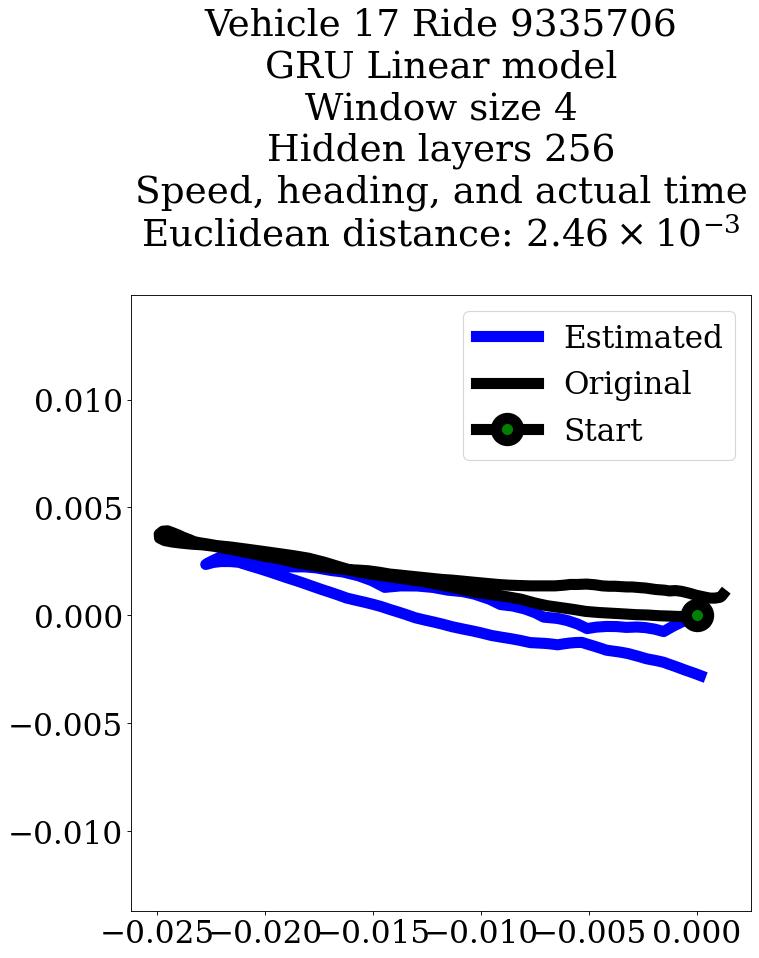 Vehicle 17 Ride 9335706
GRU Linear model
Window size 4
Hidden layers 256
Speed, heading, and actual time
Euclidean distance: 2.46 × 10⁻³
Estimated
Original
Start
0.010
0.005
0.000
−0.005
−0.010
−0.025 −0.020 −0.015 −0.010 −0.005 0.000